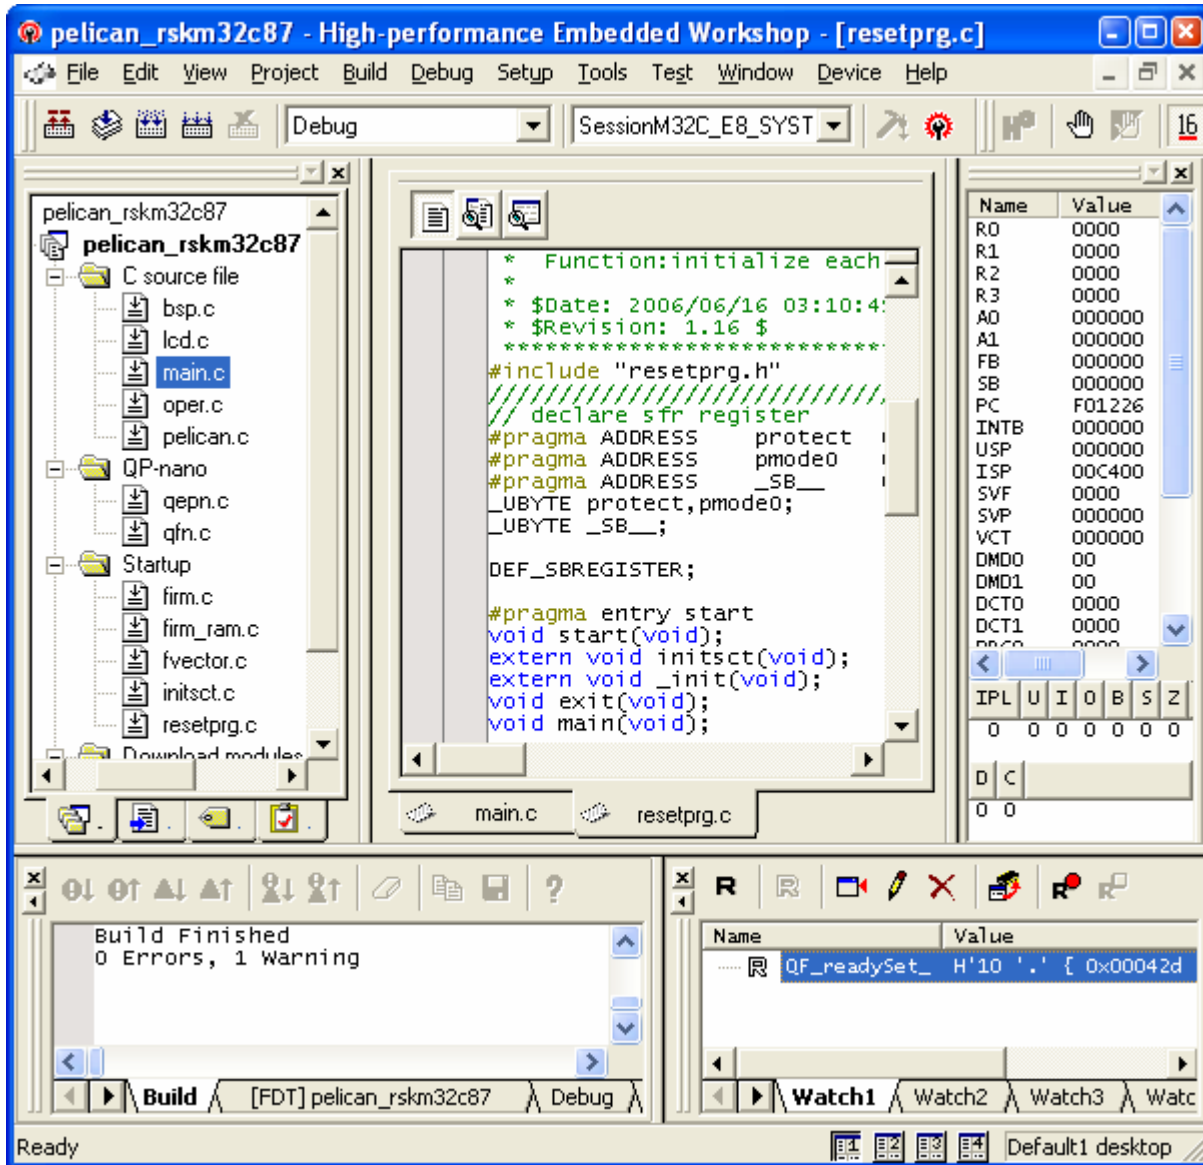 pelican_rskm32c87 - High-performance Embedded Workshop - [resetprg.c]
File Edit View Project Build Debug Setup Tools Test Window Device Help
Debug
SessionM32C_E8_SYST
16
pelican_rskm32c87
pelican_rskm32c87
C source file
bsp.c
lcd.c
main.c
oper.c
pelican.c
QP-nano
qepn.c
qfn.c
Startup
firm.c
firm_ram.c
fvector.c
initsct.c
resetprg.c
Download modules
* Function:initialize each
*
* $Date: 2006/06/16 03:10:4
* $Revision: 1.16 $
*****************************
#include "resetprg.h"
/////////////////////////////
// declare sfr register
#pragma ADDRESS protect
#pragma ADDRESS pmode0
#pragma ADDRESS _SB__
_UBYTE protect,pmode0;
_UBYTE _SB__;
DEF_SBREGISTER;
#pragma entry start
void start(void);
extern void initsct(void);
extern void _init(void);
void exit(void);
void main(void);
main.c resetprg.c
Name Value
R0 0000
R1 0000
R2 0000
R3 0000
A0 000000
A1 000000
FB 000000
SB 000000
PC F01226
INTB 000000
USP 000000
ISP 00C400
SVF 0000
SVP 000000
VCT 000000
DMD0 00
DMD1 00
DCT0 0000
DCT1 0000
IPL U I O B S Z
0 0 0 0 0 0 0
D C
0 0
Build Finished
0 Errors, 1 Warning
Build [FDT] pelican_rskm32c87 Debug
Name Value
QF_readySet_ H'10 '.' { 0x00042d
Watch1 Watch2 Watch3 Watc
Ready
1 2 3 4 Default1 desktop